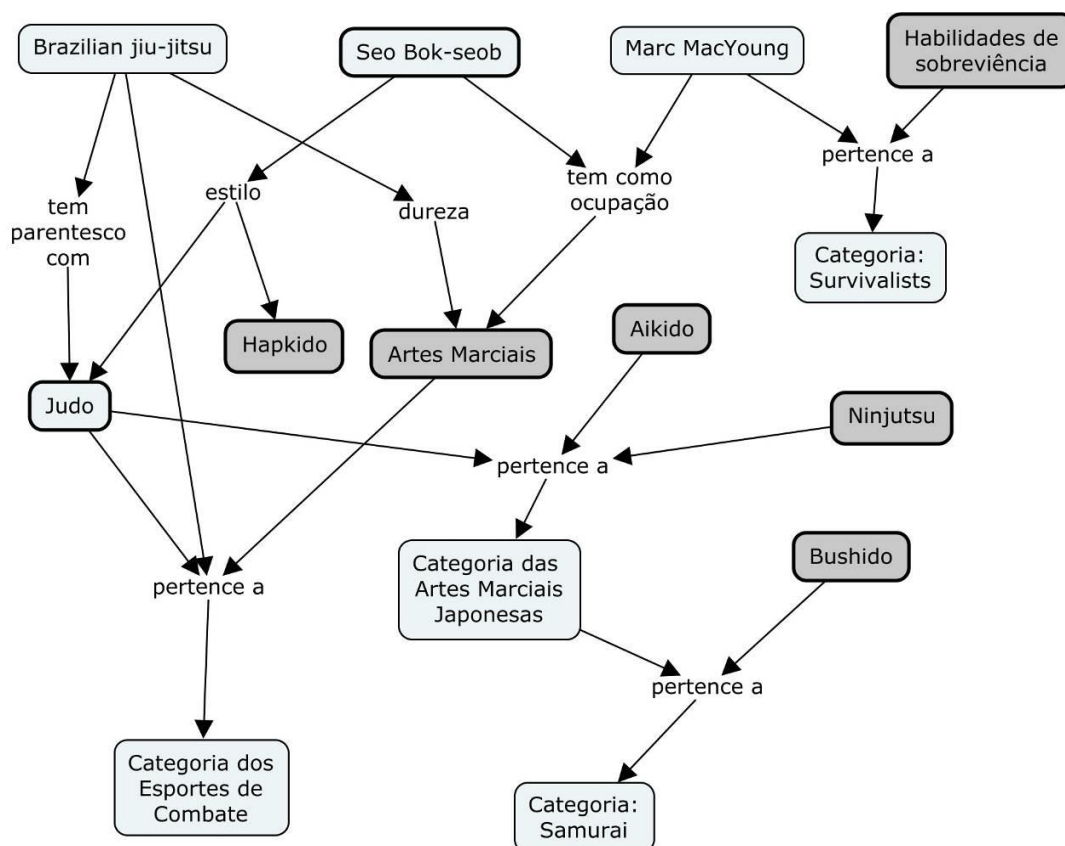 Brazilian jiu-jitsu
Seo Bok-seob
Marc MacYoung
Habilidades de
sobreviência
pertence a
estilo
tem como
ocupação
tem
parentesco
com
dureza
Categoria:
Survivalists
Hapkido
Artes Marciais
Aikido
Judo
Ninjutsu
pertence a
Categoria das
Artes Marciais
Japonesas
Bushido
pertence a
pertence a
Categoria dos
Esportes de
Combate
Categoria:
Samurai